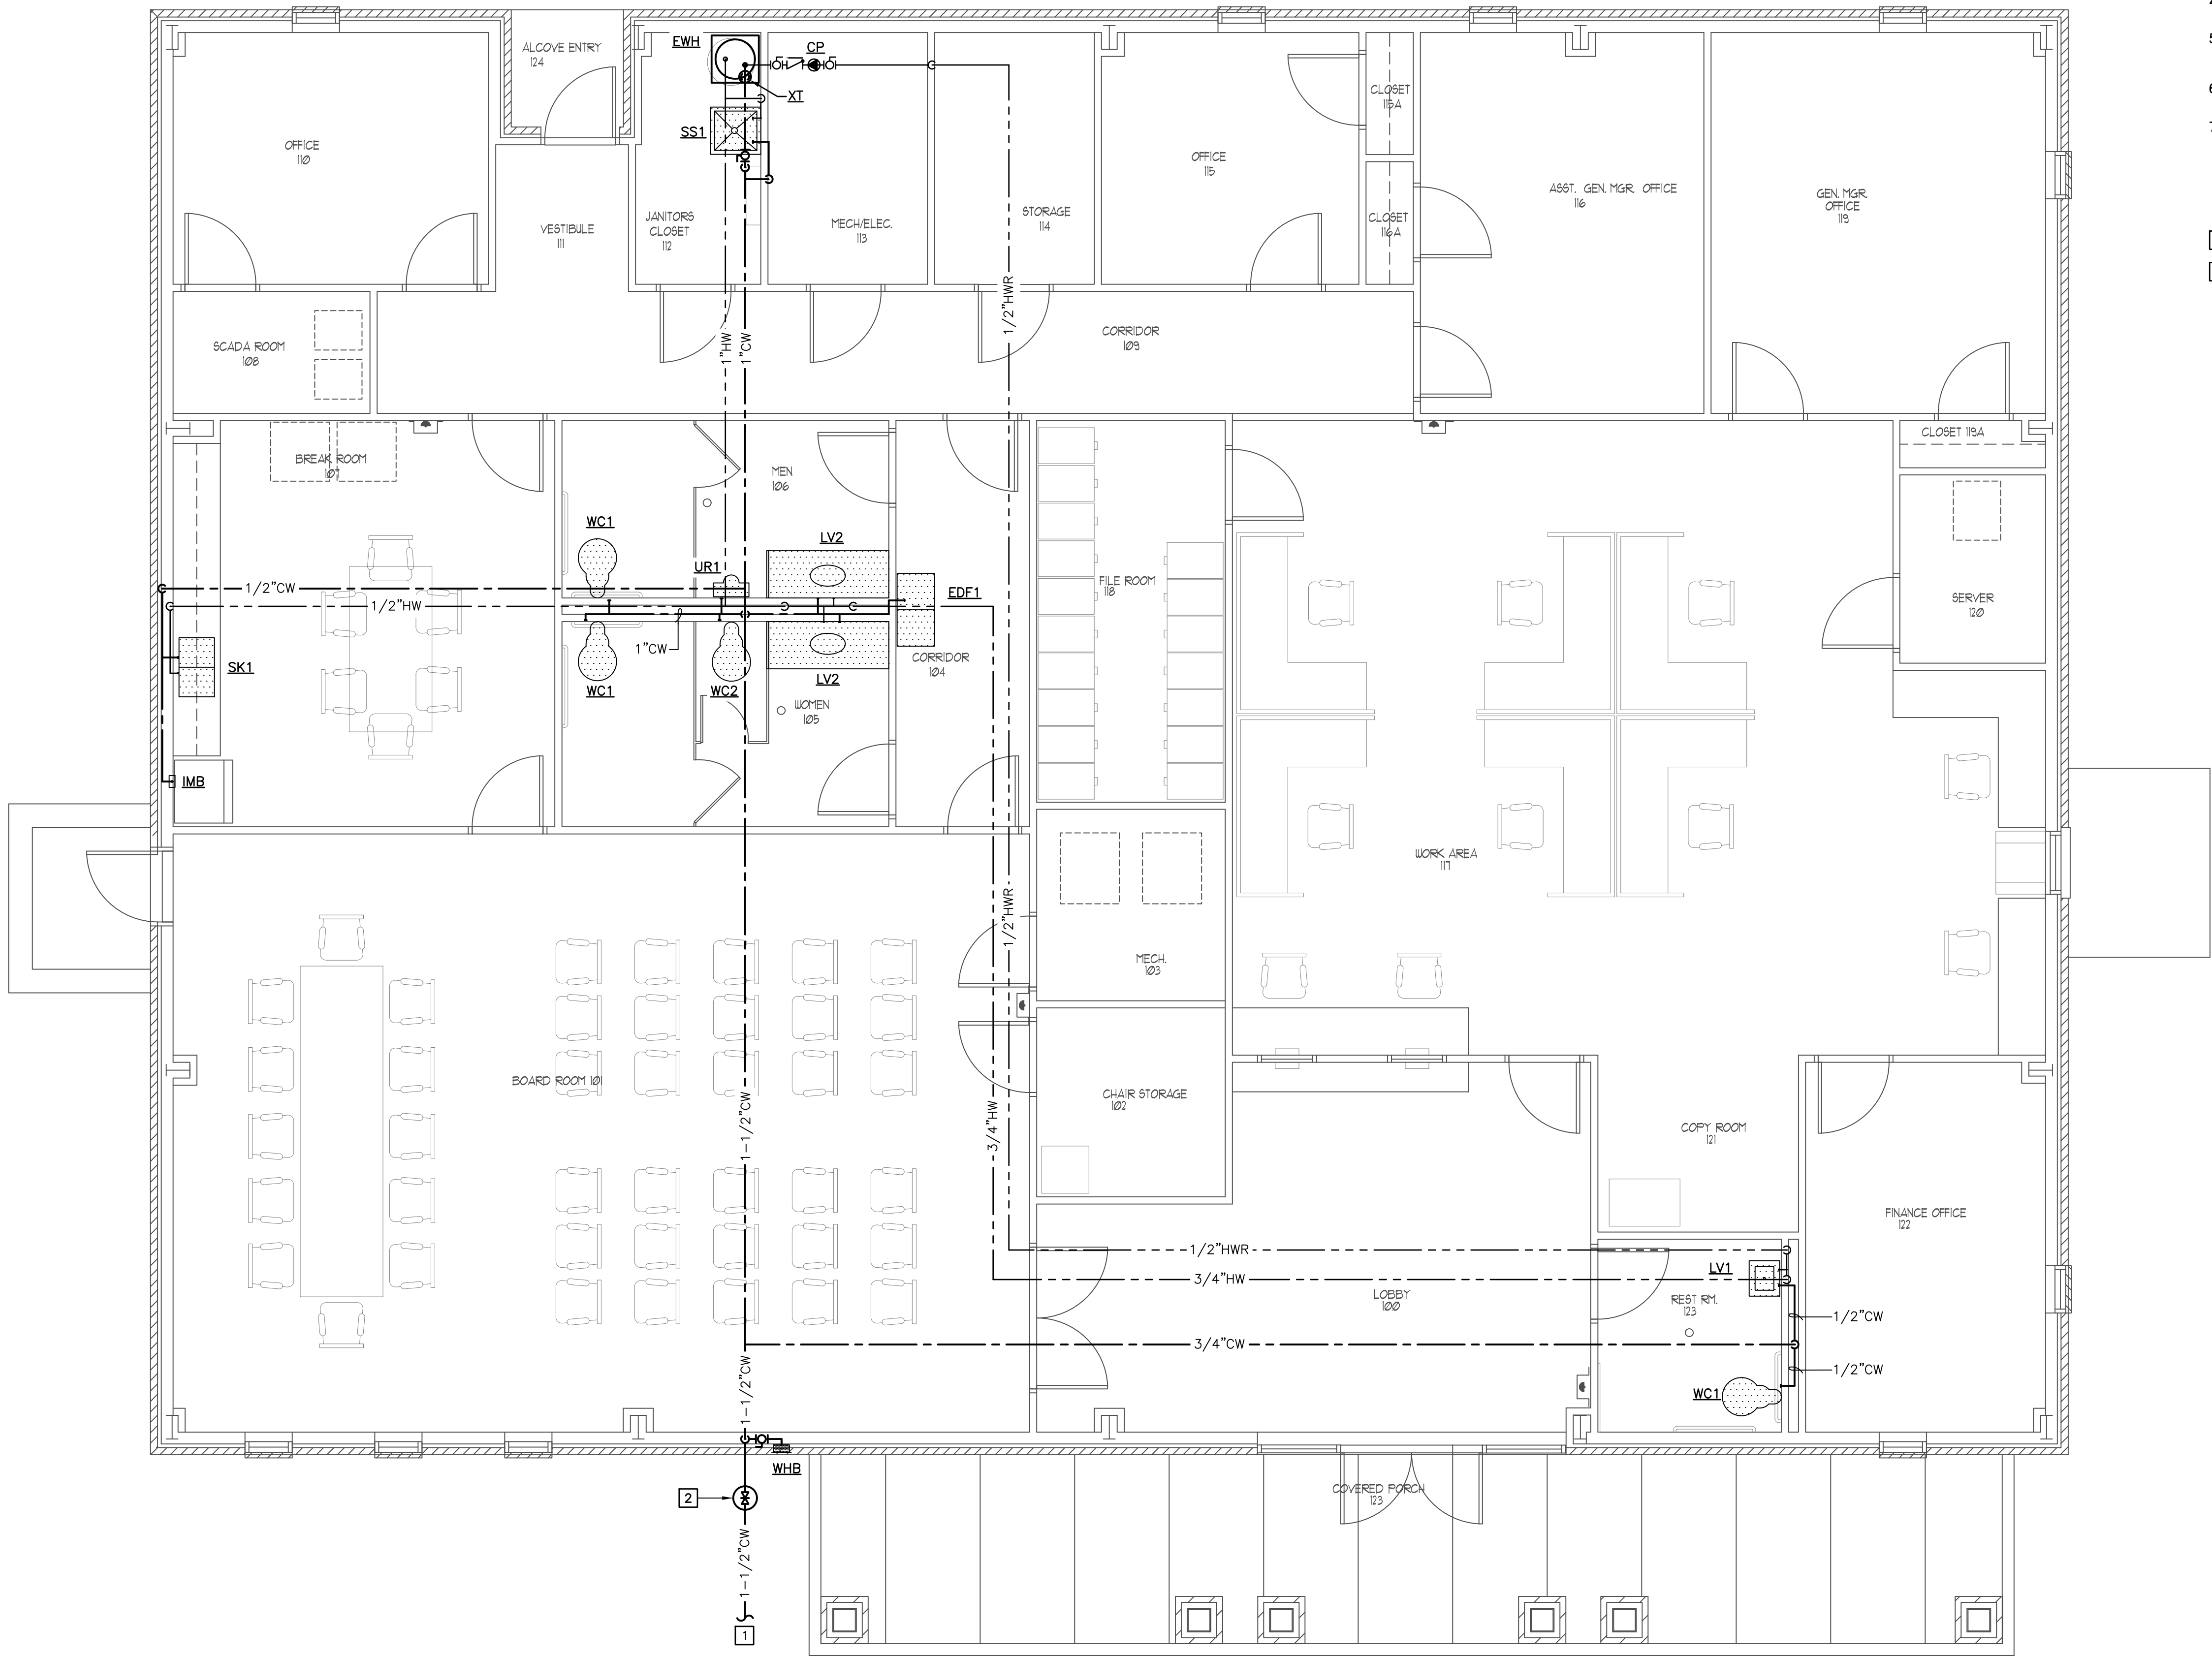 ALCOVE ENTRY
124
EWH
CP
XT
SS1
OFFICE
110
VESTIBULE
111
JANITORS
CLOSET
112
MECH/ELEC.
113
STORAGE
114
OFFICE
115
CLOSET
115A
CLOSET
116A
ASST. GEN. MGR. OFFICE
116
GEN. MGR.
OFFICE
119
SCADA ROOM
108
1"HW
1"CW
1/2"HWR
CORRIDOR
109
BREAK ROOM
107
MEN
106
CLOSET 119A
WC1
UR1
LV2
EDF1
1/2"CW
1/2"HW
1"CW
SK1
WC1
WC2
LV2
WOMEN
105
CORRIDOR
104
FILE ROOM
118
SERVER
120
IMB
WORK AREA
117
1/2"HWR
MECH.
103
BOARD ROOM 101
1-1/2"CW
3/4"HW
CHAIR STORAGE
102
COPY ROOM
121
FINANCE OFFICE
122
1/2"HWR
3/4"HW
LOBBY
100
LV1
REST RM.
123
1/2"CW
3/4"CW
1/2"CW
WC1
1-1/2"CW
WHB
2
COVERED PORCH
123
1-1/2"CW
1